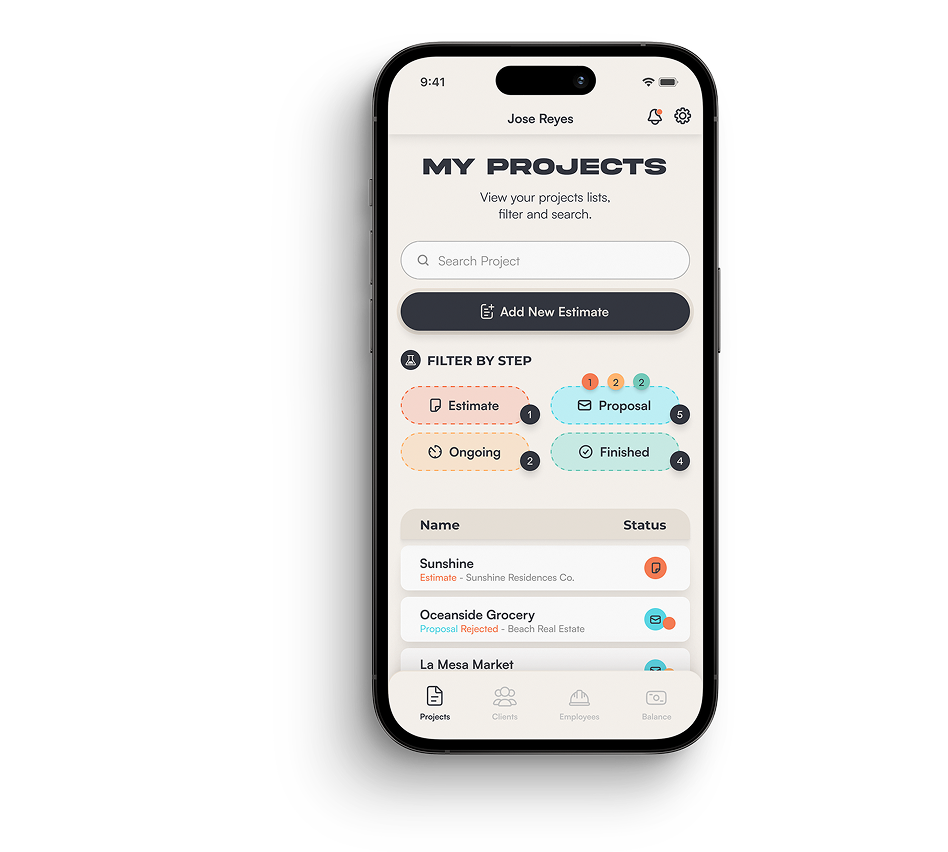 9:41
Jose Reyes
MY PROJECTS
View your projects lists,
filter and search.
Search Project
Add New Estimate
FILTER BY STEP
1 2 2
Estimate 1
Proposal 5
Ongoing 2
Finished 4
Name Status
Sunshine
Estimate - Sunshine Residences Co.
Oceanside Grocery
Proposal Rejected - Beach Real Estate
La Mesa Market
Projects Clients Employees Balance